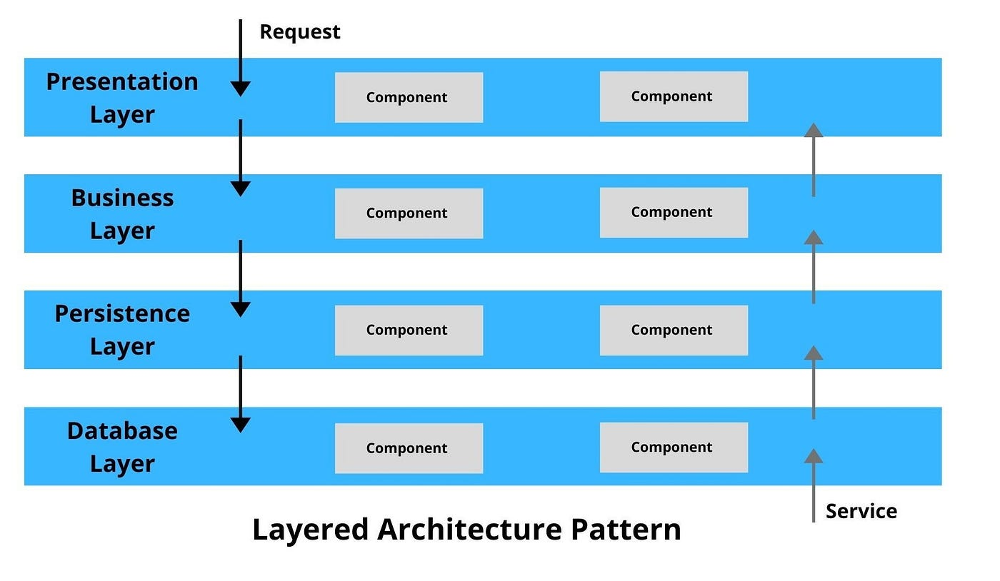 Request
Presentation
Layer
Component
Component
Business
Layer
Component
Component
Persistence
Layer
Component
Component
Database
Layer
Component
Component
Service
Layered Architecture Pattern